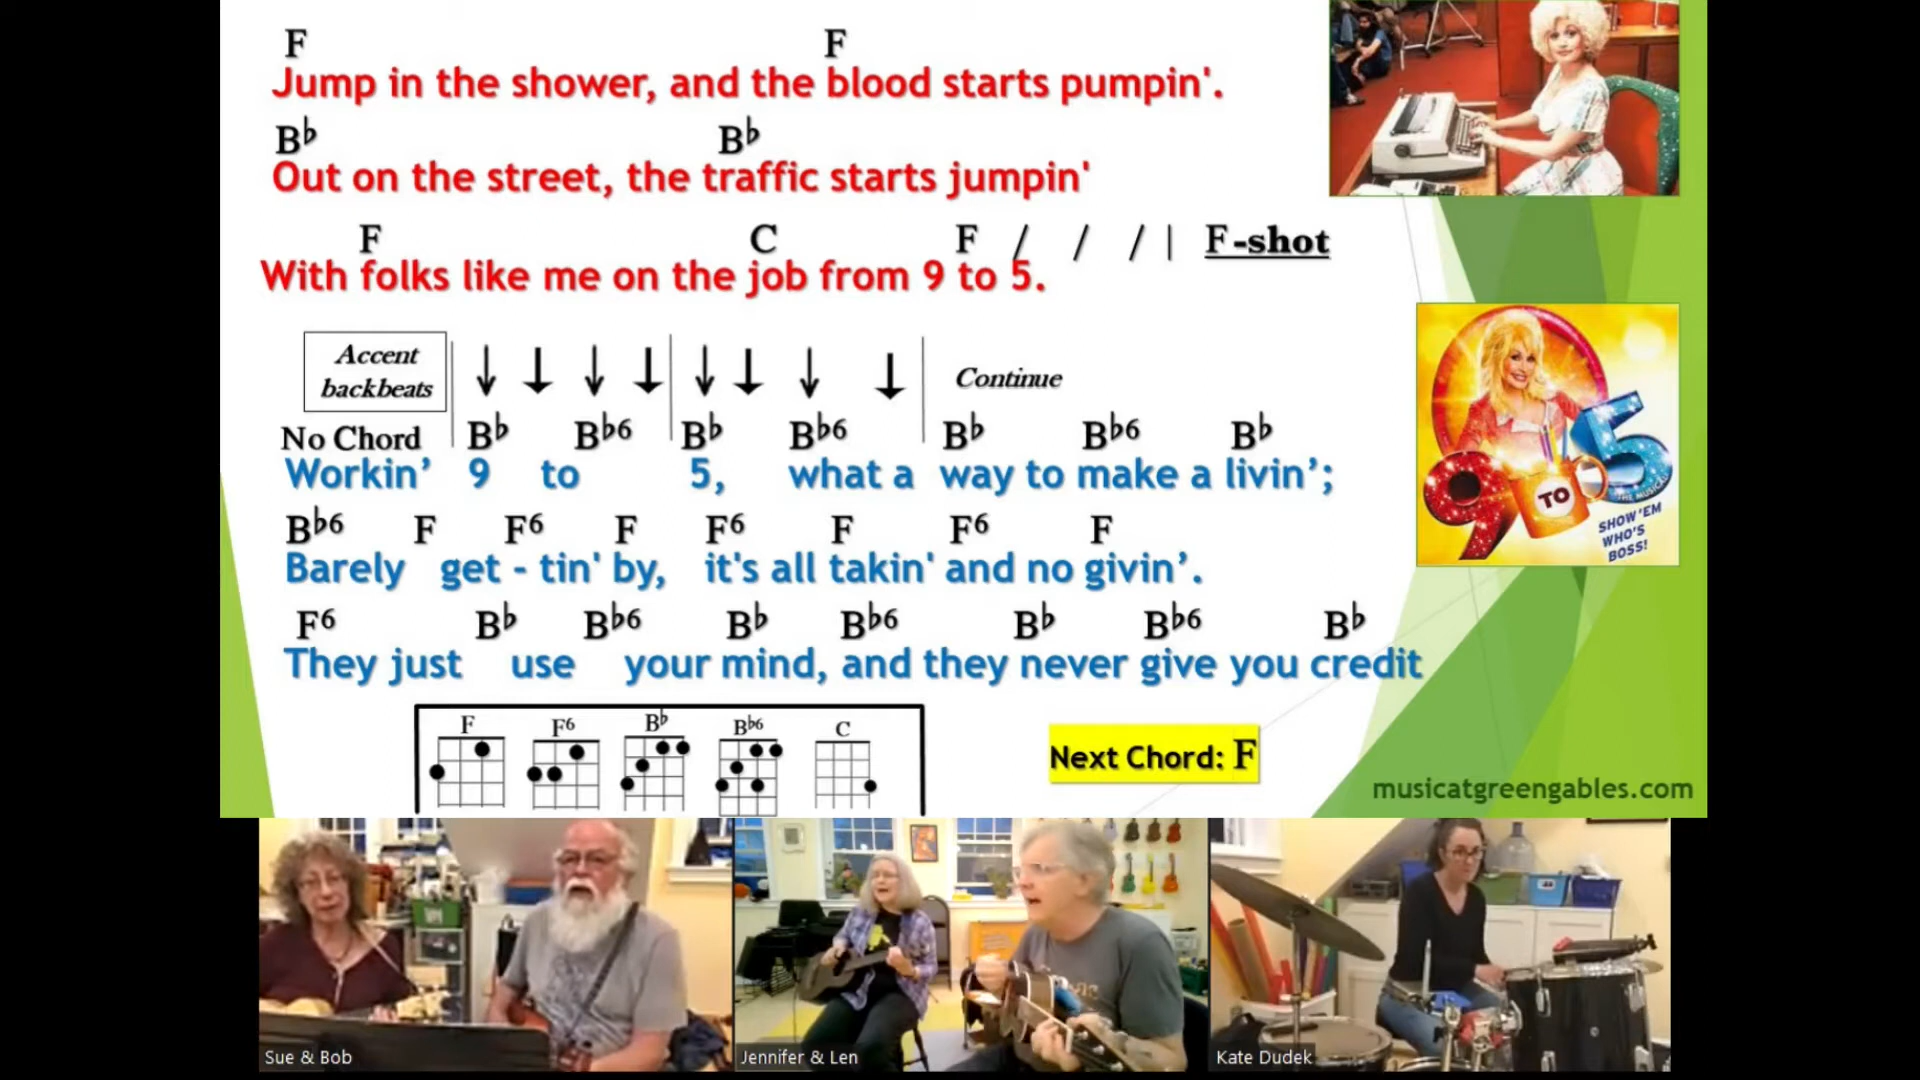 F F
Jump in the shower, and the blood starts pumpin'.
B♭ B♭
Out on the street, the traffic starts jumpin'
F C F / / / | F-shot
With folks like me on the job from 9 to 5.
Accent
backbeats
Continue
No Chord B♭ B♭6 B♭ B♭6 B♭ B♭6 B♭
Workin’ 9 to 5, what a way to make a livin’;
B♭6 F F6 F F6 F F6 F
Barely get - tin' by, it's all takin' and no givin’.
F6 B♭ B♭6 B♭ B♭6 B♭ B♭6 B♭
They just use your mind, and they never give you credit
F F6 B♭ B♭6 C
Next Chord: F
musicatgreengables.com
9 TO 5
THE MUSICAL
SHOW 'EM
WHO'S
BOSS!
Sue & Bob
Jennifer & Len
Kate Dudek